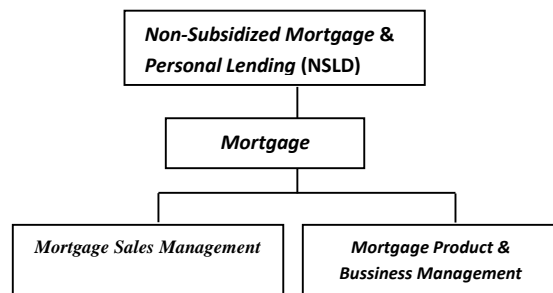 Non-Subsidized Mortgage &
Personal Lending (NSLD)
Mortgage
Mortgage Sales Management
Mortgage Product &
Bussiness Management